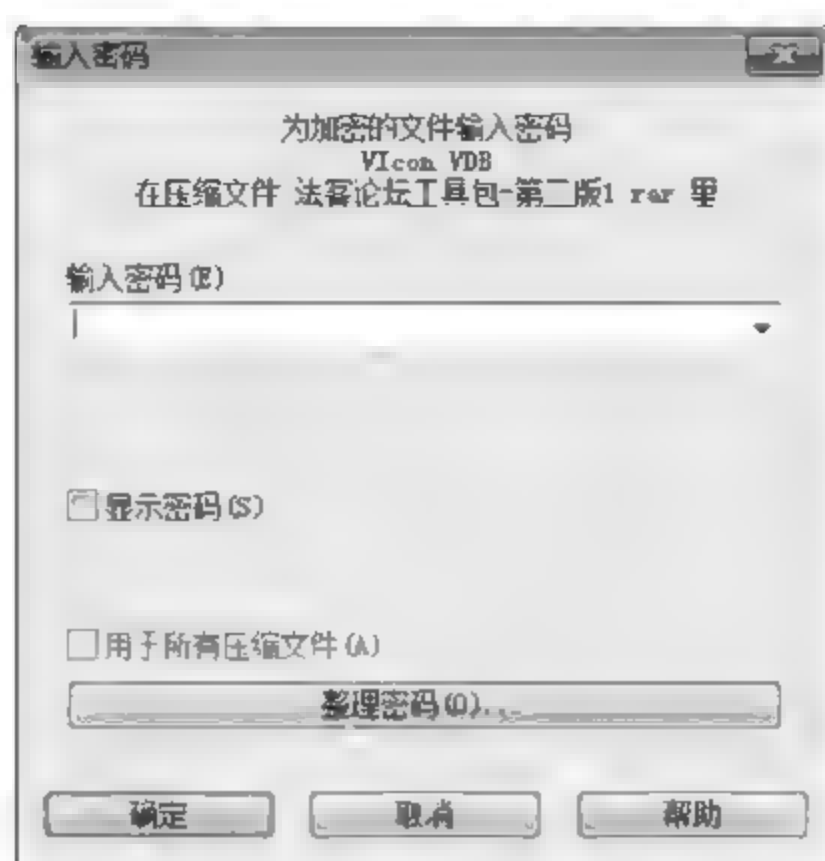 输入密码
为加密的文件输入密码
VIcon VDB
在压缩文件 法客论坛工具包-第二版1 rar 里
输入密码(E)
显示密码(S)
用于所有压缩文件(A)
整理密码(O)...
确定
取消
帮助